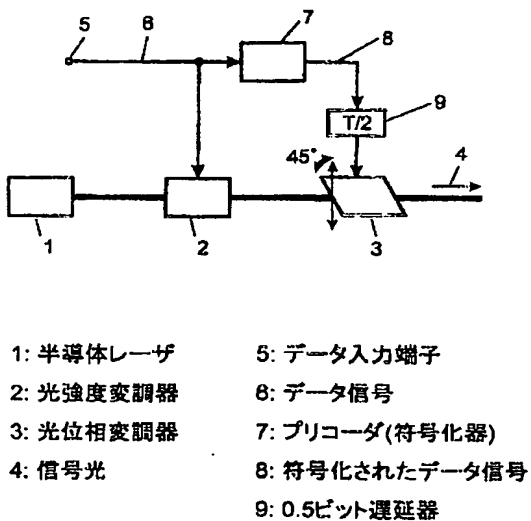 5
6
7
8
9
T/2
45°
4
1
2
3
1: 半導体レーザ
2: 光強度変調器
3: 光位相変調器
4: 信号光
5: データ入力端子
6: データ信号
7: プリコーダ(符号化器)
8: 符号化されたデータ信号
9: 0.5ビット遅延器